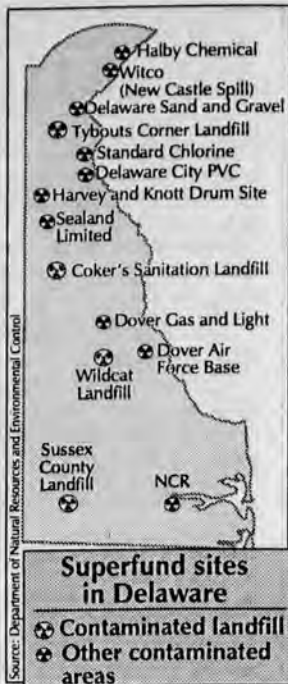 Halby Chemical
Witco
(New Castle Spill)
Delaware Sand and Gravel
Tybouts Corner Landfill
Standard Chlorine
Delaware City PVC
Harvey and Knott Drum Site
Sealand
Limited
Coker's Sanitation Landfill
Dover Gas and Light
Dover Air
Force Base
Wildcat
Landfill
Sussex
County
Landfill
NCR
Source: Department of Natural Resources and Environmental Control
Superfund sites
in Delaware
Contaminated landfill
Other contaminated
areas